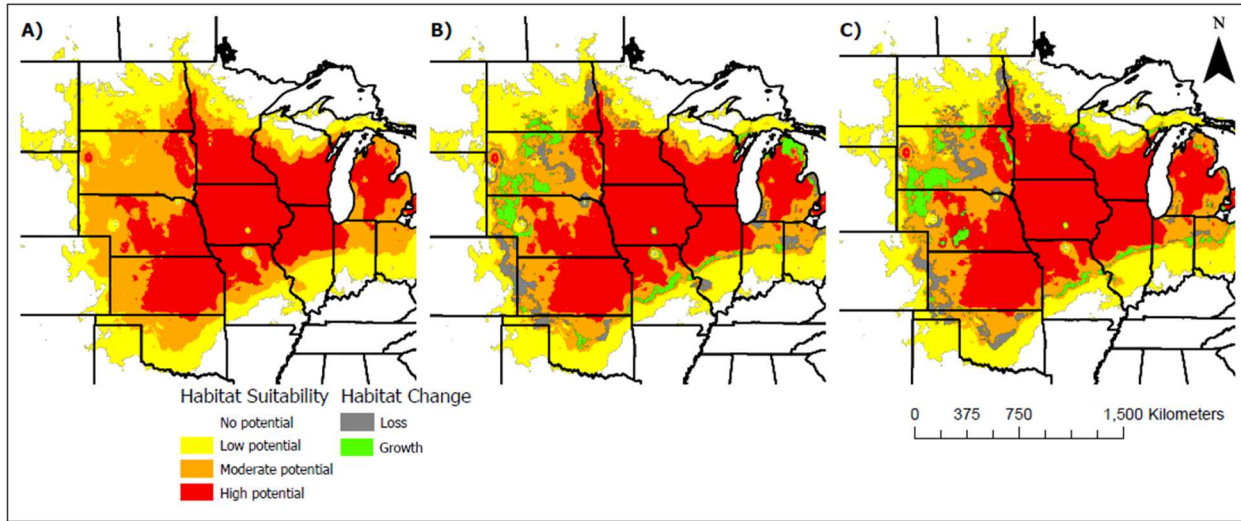 A)
B)
C)
N
Habitat Suitability
No potential
Low potential
Moderate potential
High potential
Habitat Change
Loss
Growth
0 375 750 1,500 Kilometers